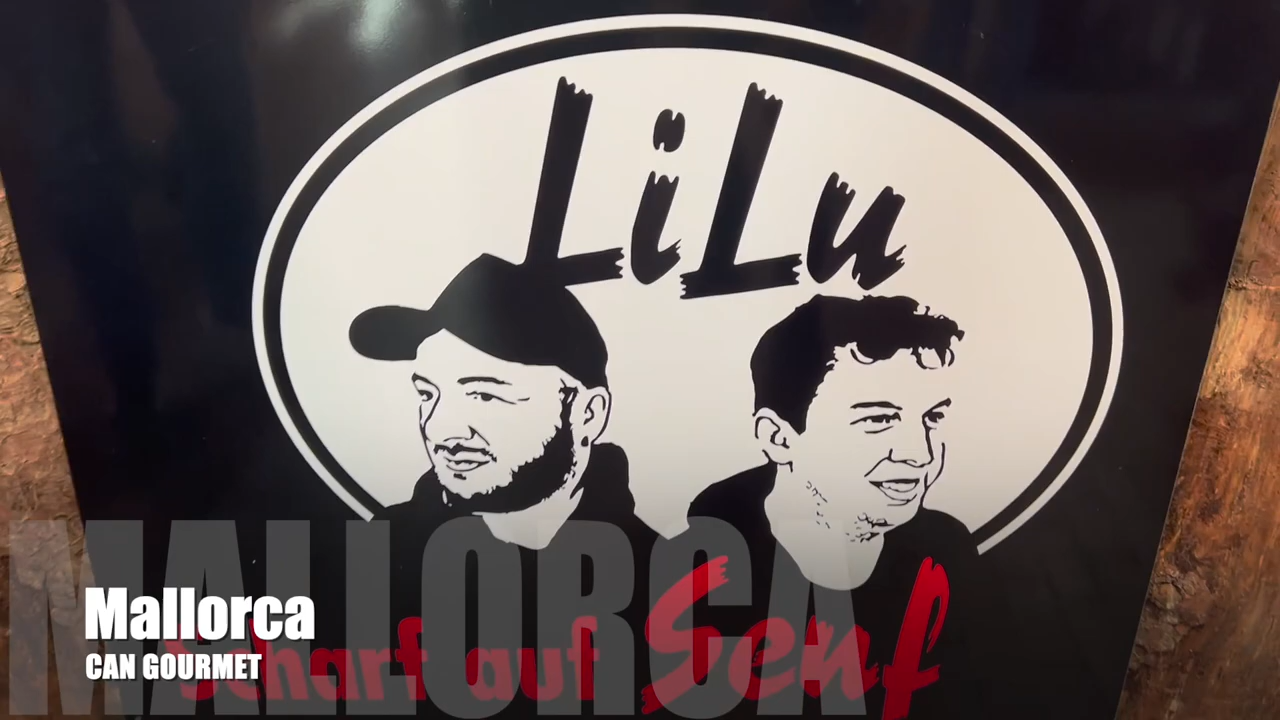 LiLu
Scharf auf Senf
MALLORCA
Mallorca
CAN GOURMET